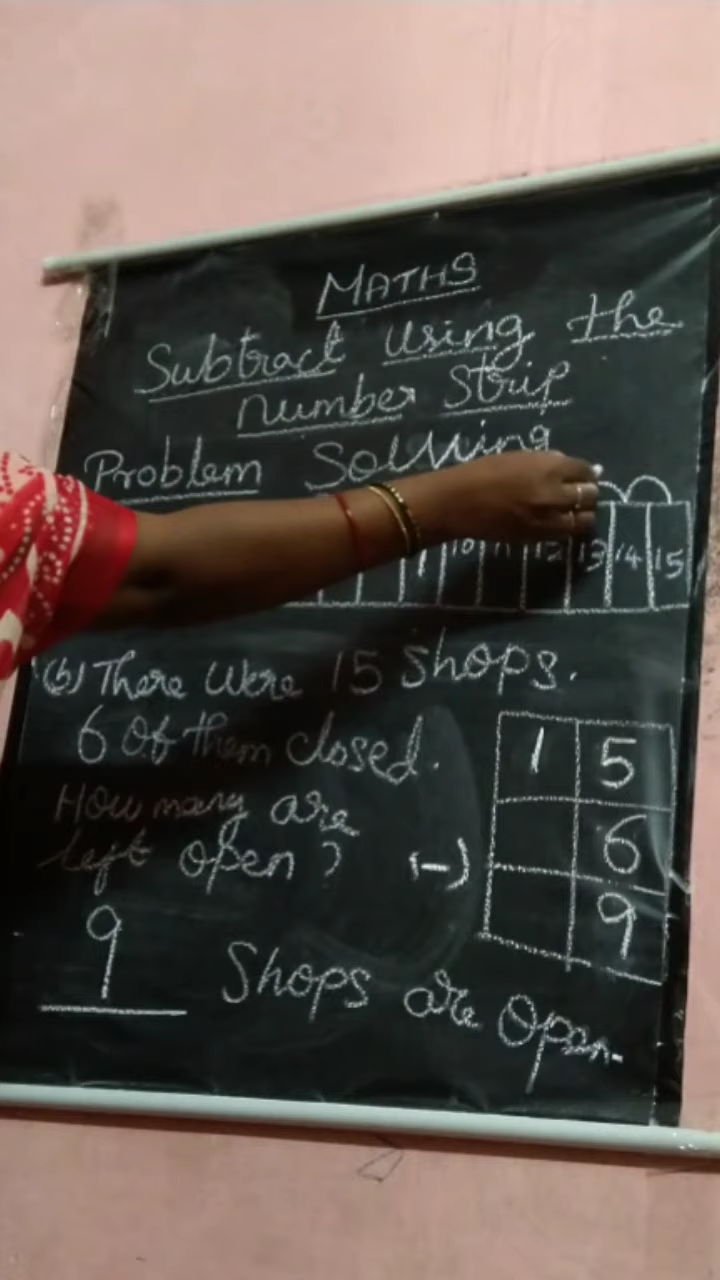 MATHS
Subtract using the
number strip
Problem Solving
10 11 12 13 14 15
(b) There were 15 shops.
6 of them closed.
How many are
left open?
1 5
(-) 6
9
9 Shops are open.